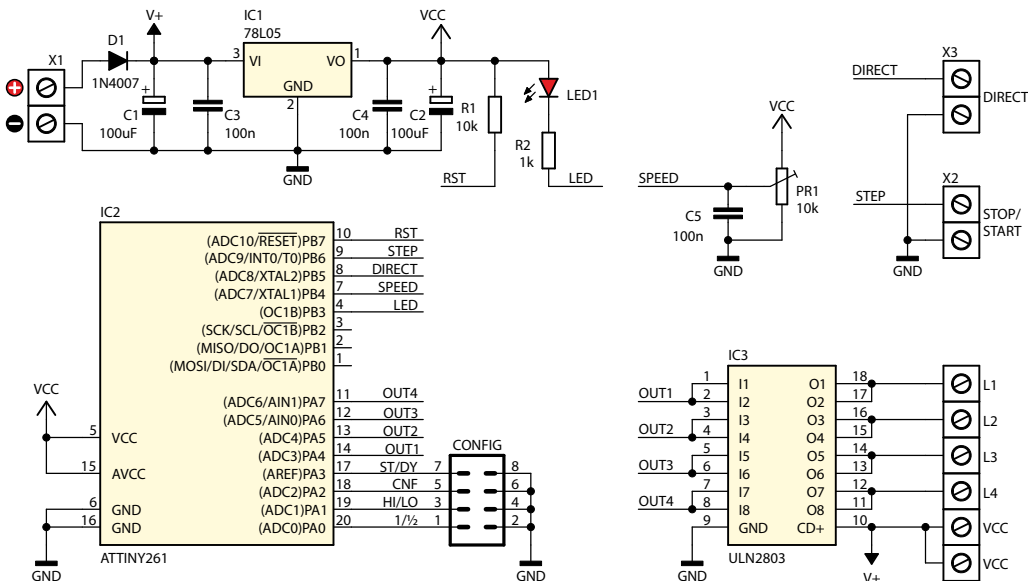 V+
IC1
78L05
VCC
X1
D1
1N4007
3
VI
VO
1
GND
2
+
C1
100uF
C3
100n
C4
100n
+
C2
100uF
R1
10k
LED1
R2
1k
GND
RST
LED
SPEED
VCC
PR1
10k
C5
100n
GND
X3
DIRECT
DIRECT
X2
STEP
STOP/
START
GND
IC2
(ADC10/RESET)PB7 10 RST
(ADC9/INT0/T0)PB6 9 STEP
(ADC8/XTAL2)PB5 8 DIRECT
(ADC7/XTAL1)PB4 7 SPEED
(OC1B)PB3 4 LED
(SCK/SCL/OC1B)PB2 3
(MISO/DO/OC1A)PB1 2
(MOSI/DI/SDA/OC1A)PB0 1
(ADC6/AIN1)PA7 11 OUT4
(ADC5/AIN0)PA6 12 OUT3
(ADC4)PA5 13 OUT2
(ADC3)PA4 14 OUT1
(AREF)PA3 17 ST/DY 7 8
(ADC2)PA2 18 CNF 5 6
(ADC1)PA1 19 HI/LO 3 4
(ADC0)PA0 20 1/½ 1 2
CONFIG
VCC
5 VCC
15 AVCC
6 GND
16 GND
GND
ATTINY261
GND
IC3
1 I1 O1 18 L1
OUT1 2 I2 O2 17
3 I3 O3 16 L2
OUT2 4 I4 O4 15
5 I5 O5 14 L3
OUT3 6 I6 O6 13
7 I7 O7 12 L4
OUT4 8 I8 O8 11
9 GND CD+ 10 VCC
VCC
ULN2803
GND
V+